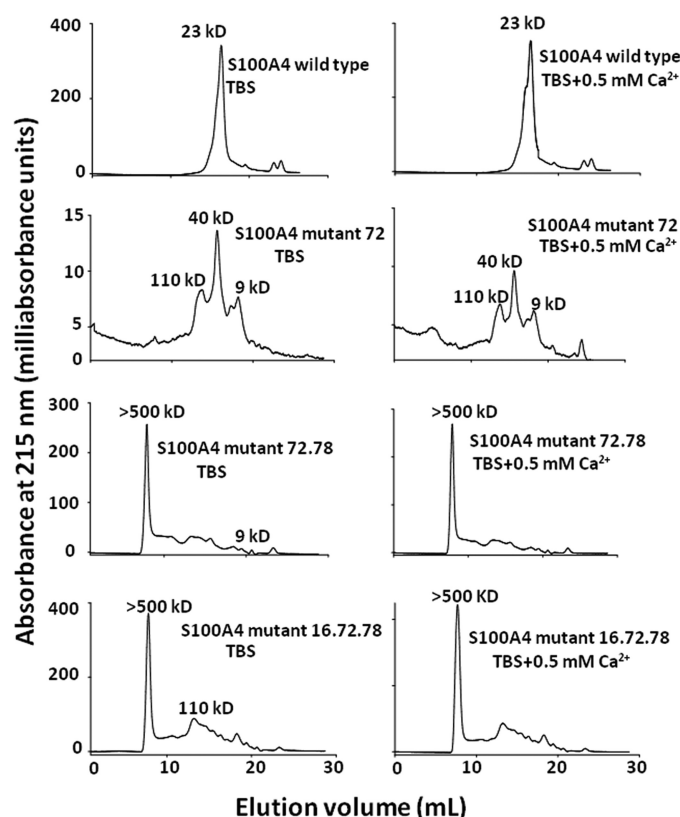 Absorbance at 215 nm (milliabsorbance units)
400
200
0
23 kD
S100A4 wild type
TBS
23 kD
S100A4 wild type
TBS+0.5 mM Ca²⁺
15
10
5
0
110 kD
40 kD
9 kD
S100A4 mutant 72
TBS
110 kD
40 kD
9 kD
S100A4 mutant 72
TBS+0.5 mM Ca²⁺
300
200
100
0
>500 kD
S100A4 mutant 72.78
TBS
9 kD
>500 kD
S100A4 mutant 72.78
TBS+0.5 mM Ca²⁺
400
200
0
>500 kD
S100A4 mutant 16.72.78
TBS
110 kD
0 10 20 30
>500 KD
S100A4 mutant 16.72.78
TBS+0.5 mM Ca²⁺
0 10 20 30
Elution volume (mL)